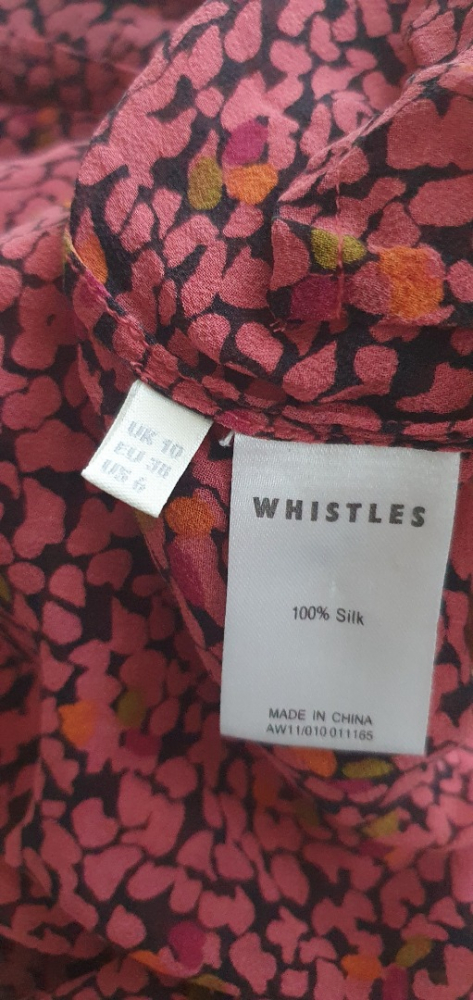 UK 10
EU 38
US 6
WHISTLES
100% Silk
MADE IN CHINA
AW11/010 011165